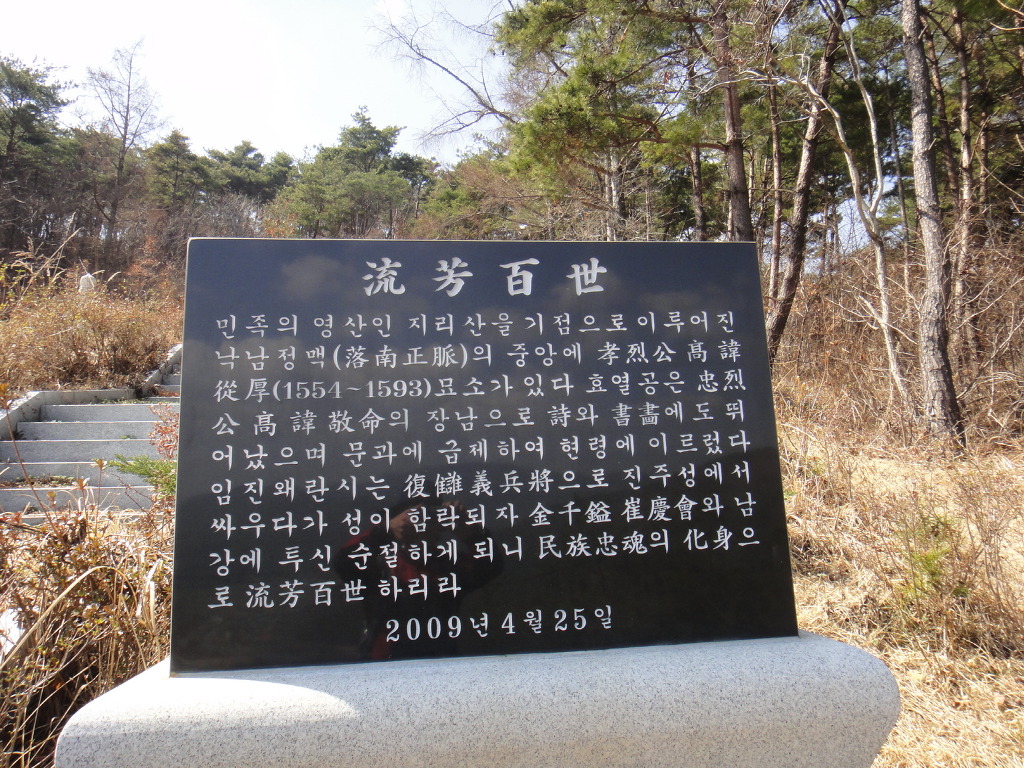 流芳百世
민족의 영산인 지리산을기점으로이루어진
낙남정맥(落南正脈)의 중앙에 孝烈公 髙諱
從厚(1554~1593)묘소가있다 효열공은 忠烈
公 髙諱敬命의 장남으로 詩와 書畵에도 뛰
어났으며 문과에 급제하여 현령에 이르렀다
임진왜란시는 復讎義兵將으로 진주성에서
싸우다가 성이 함락되자 金千鎰 崔慶會와 남
강에 투신 순절하게 되니 民族忠魂의 化身으
로 流芳百世 하리라
2009년 4월 25일